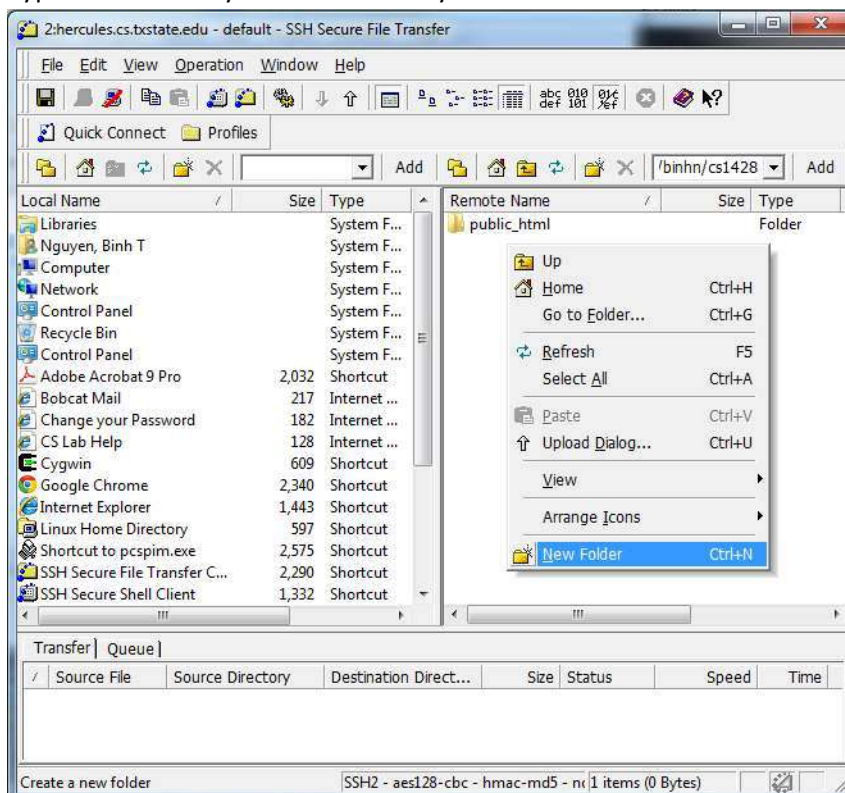 2:hercules.cs.txstate.edu - default - SSH Secure File Transfer
File Edit View Operation Window Help
abc def 010 101
Quick Connect Profiles
Add /binhn/cs1428 Add
Local Name / Size Type
Libraries System F...
Nguyen, Binh T System F...
Computer System F...
Network System F...
Control Panel System F...
Recycle Bin System F...
Control Panel System F...
Adobe Acrobat 9 Pro 2,032 Shortcut
Bobcat Mail 217 Internet ...
Change your Password 182 Internet ...
CS Lab Help 128 Internet ...
Cygwin 609 Shortcut
Google Chrome 2,340 Shortcut
Internet Explorer 1,443 Shortcut
Linux Home Directory 597 Shortcut
Shortcut to pcspim.exe 2,575 Shortcut
SSH Secure File Transfer C... 2,290 Shortcut
SSH Secure Shell Client 1,332 Shortcut
Remote Name / Size Type
public_html Folder
Up
Home Ctrl+H
Go to Folder... Ctrl+G
Refresh F5
Select All Ctrl+A
Paste Ctrl+V
Upload Dialog... Ctrl+U
View
Arrange Icons
New Folder Ctrl+N
Transfer Queue
/ Source File Source Directory Destination Direct... Size Status Speed Time
Create a new folder SSH2 - aes128-cbc - hmac-md5 - 1 items (0 Bytes)